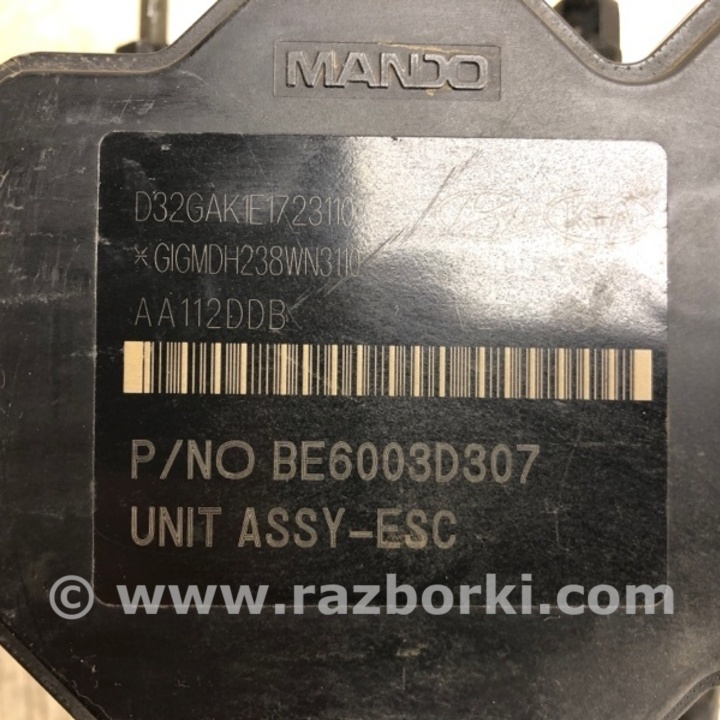 MANDO
D32GAK1E1723110
*GIGMDH238WN3110
AA112DDB
P/NO BE6003D307
UNIT ASSY-ESC
© www.razborki.com